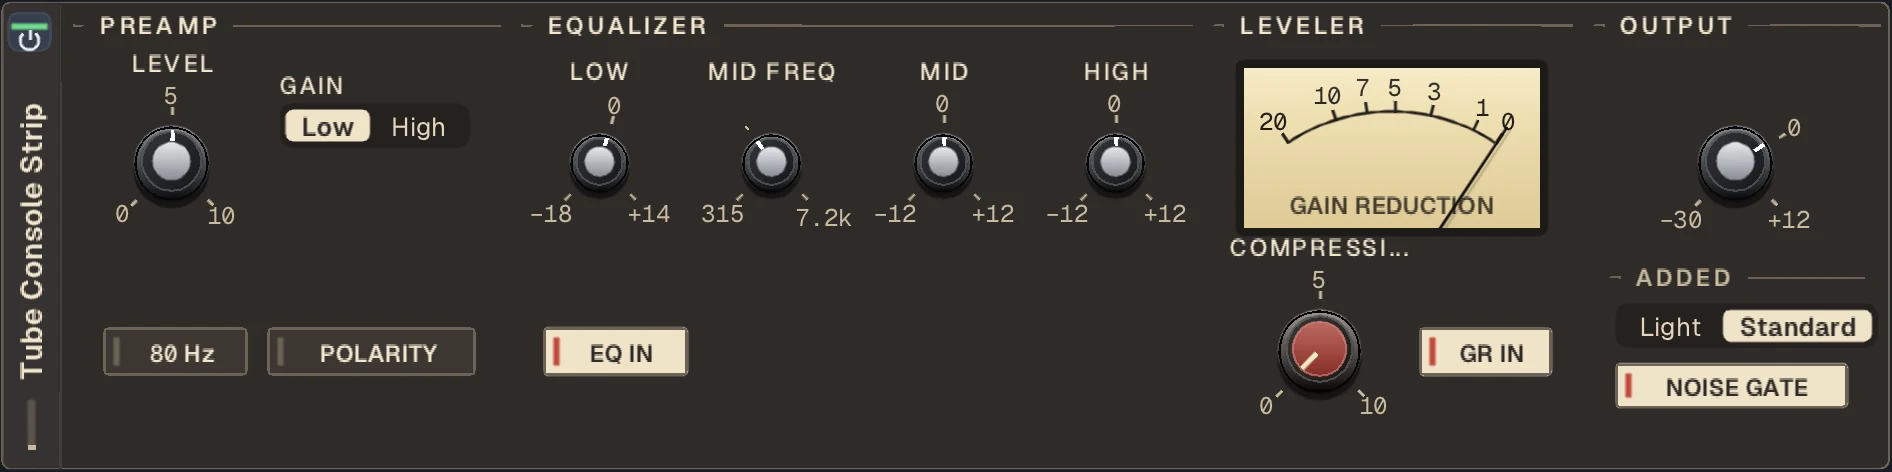 Tube Console Strip
PREAMP
LEVEL
5
0
10
GAIN
Low
High
80 Hz
POLARITY
EQUALIZER
LOW
0
-18
+14
MID FREQ
315
7.2k
MID
0
-12
+12
HIGH
0
-12
+12
EQ IN
LEVELER
20 10 7 5 3 1 0
GAIN REDUCTION
COMPRESSI...
5
0
10
GR IN
OUTPUT
0
-30
+12
ADDED
Light
Standard
NOISE GATE